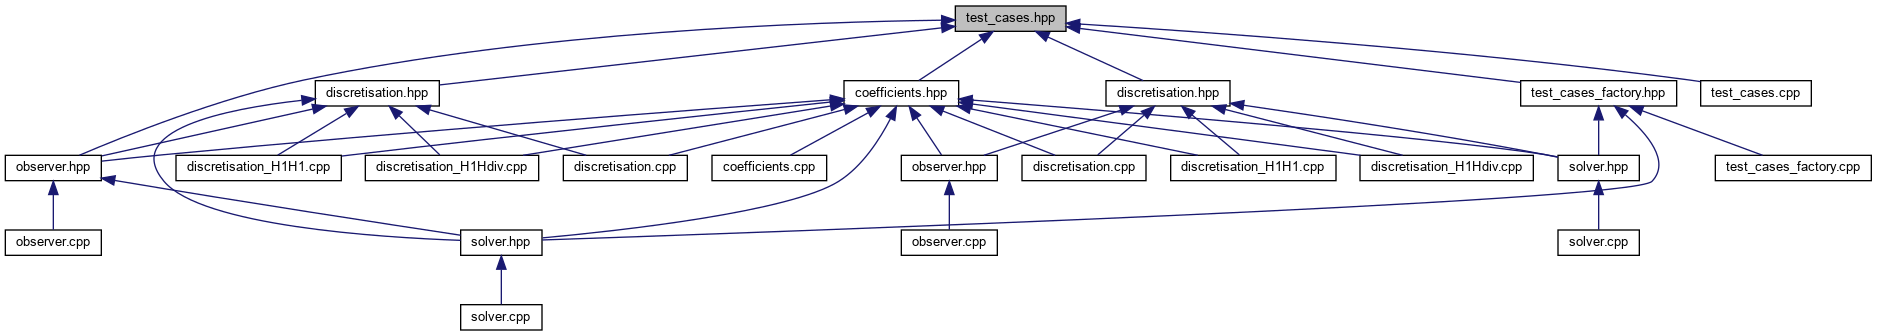 test_cases.hpp
discretisation.hpp
coefficients.hpp
discretisation.hpp
test_cases_factory.hpp
test_cases.cpp
observer.hpp
discretisation_H1H1.cpp
discretisation_H1Hdiv.cpp
discretisation.cpp
coefficients.cpp
observer.hpp
discretisation.cpp
discretisation_H1H1.cpp
discretisation_H1Hdiv.cpp
solver.hpp
test_cases_factory.cpp
observer.cpp
solver.hpp
observer.cpp
solver.cpp
solver.cpp